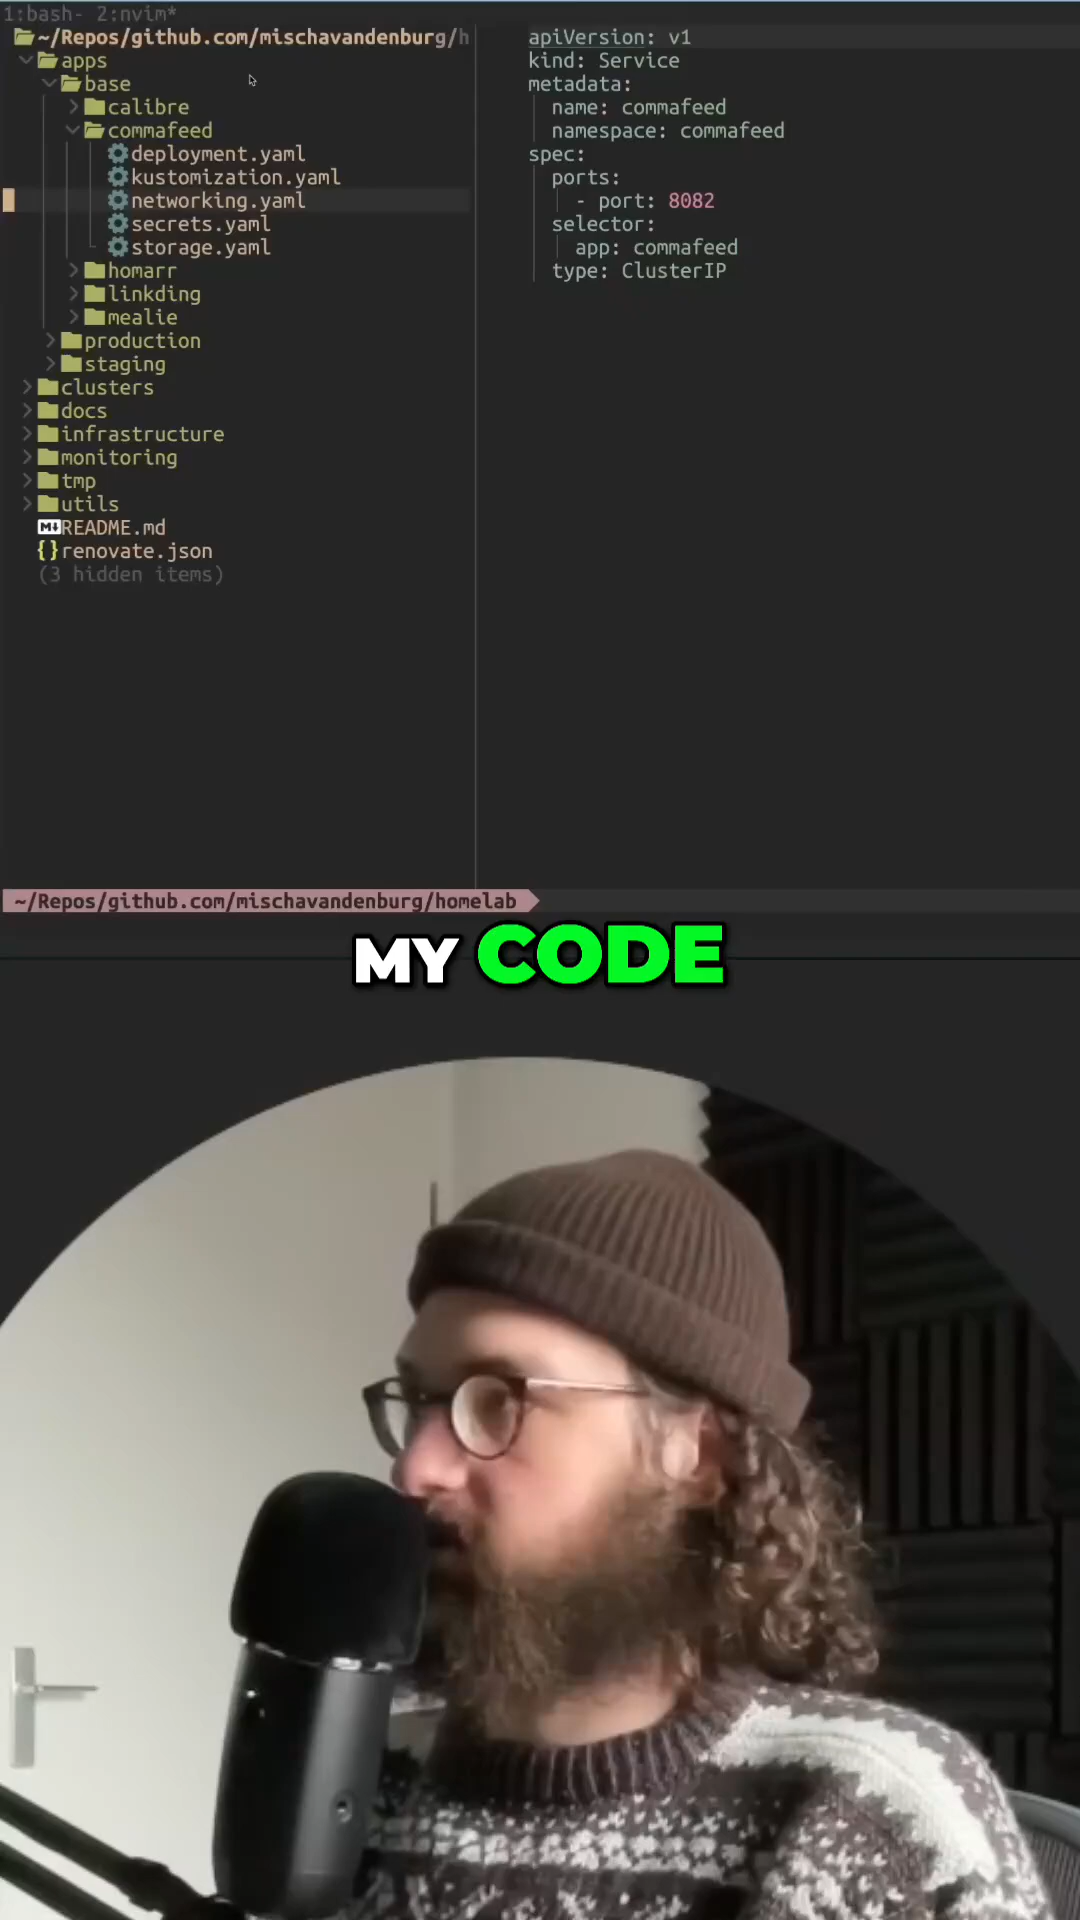 1:bash- 2:nvim*
~/Repos/github.com/mischavandenburg/h
apps
base
calibre
commafeed
deployment.yaml
kustomization.yaml
networking.yaml
secrets.yaml
storage.yaml
homarr
linkding
mealie
production
staging
clusters
docs
infrastructure
monitoring
tmp
utils
M↓ README.md
{} renovate.json
(3 hidden items)
apiVersion: v1
kind: Service
metadata:
name: commafeed
namespace: commafeed
spec:
ports:
- port: 8082
selector:
app: commafeed
type: ClusterIP
~/Repos/github.com/mischavandenburg/homelab
MY CODE